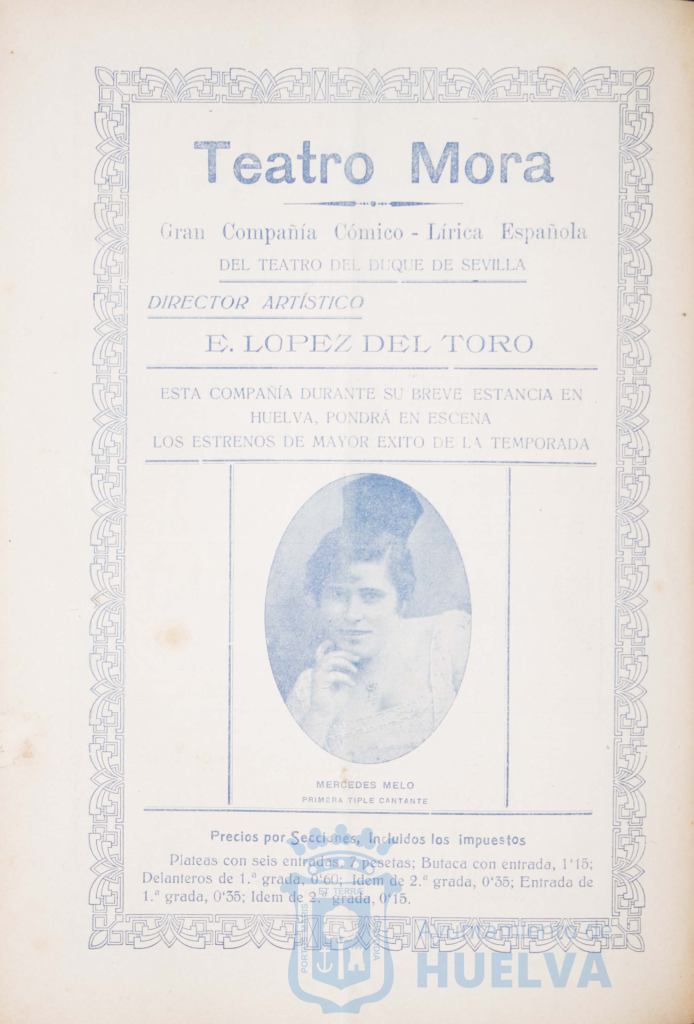 Teatro Mora
Gran Compañía Cómico - Lírica Española
DEL TEATRO DEL DUQUE DE SEVILLA
DIRECTOR ARTÍSTICO
E. LOPEZ DEL TORO
ESTA COMPAÑÍA DURANTE SU BREVE ESTANCIA EN
HUELVA, PONDRÁ EN ESCENA
LOS ESTRENOS DE MAYOR EXITO DE LA TEMPORADA
MERCEDES MELO
PRIMERA TIPLE CANTANTE
Precios por Secciones, incluidos los impuestos
Plateas con seis entradas, 7 pesetas; Butaca con entrada, 1'15;
Delanteros de 1.ª grada, 0'60; Idem de 2.ª grada, 0'35; Entrada de
1.ª grada, 0'35; Idem de 2.ª grada, 0'15.
Ayuntamiento de
HUELVA